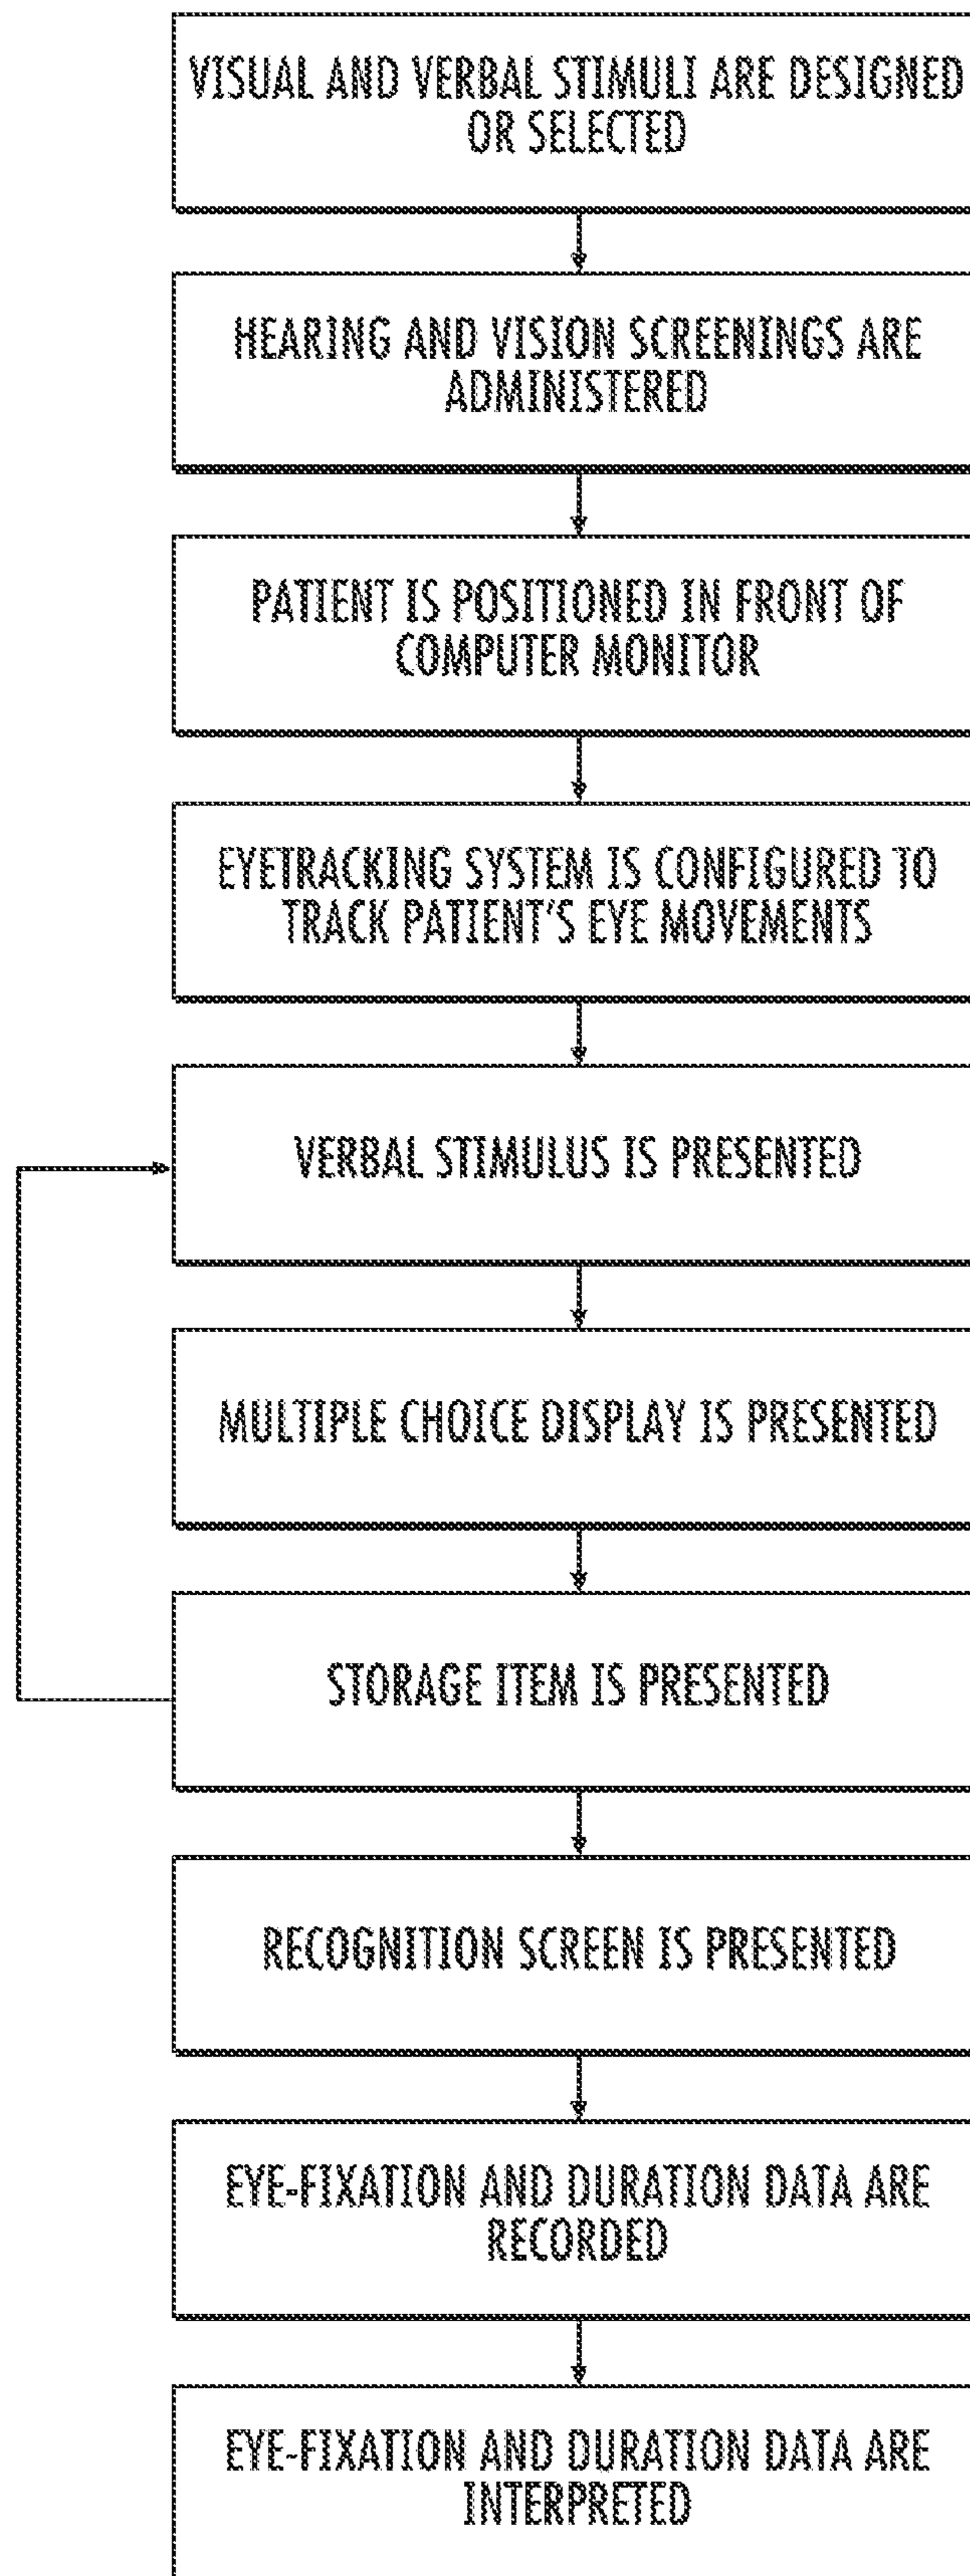 VISUAL AND VERBAL STIMULI ARE DESIGNED
OR SELECTED
HEARING AND VISION SCREENINGS ARE
ADMINISTERED
PATIENT IS POSITIONED IN FRONT OF
COMPUTER MONITOR
EYETRACKING SYSTEM IS CONFIGURED TO
TRACK PATIENT'S EYE MOVEMENTS
VERBAL STIMULUS IS PRESENTED
MULTIPLE CHOICE DISPLAY IS PRESENTED
STORAGE ITEM IS PRESENTED
RECOGNITION SCREEN IS PRESENTED
EYE-FIXATION AND DURATION DATA ARE
RECORDED
EYE-FIXATION AND DURATION DATA ARE
INTERPRETED